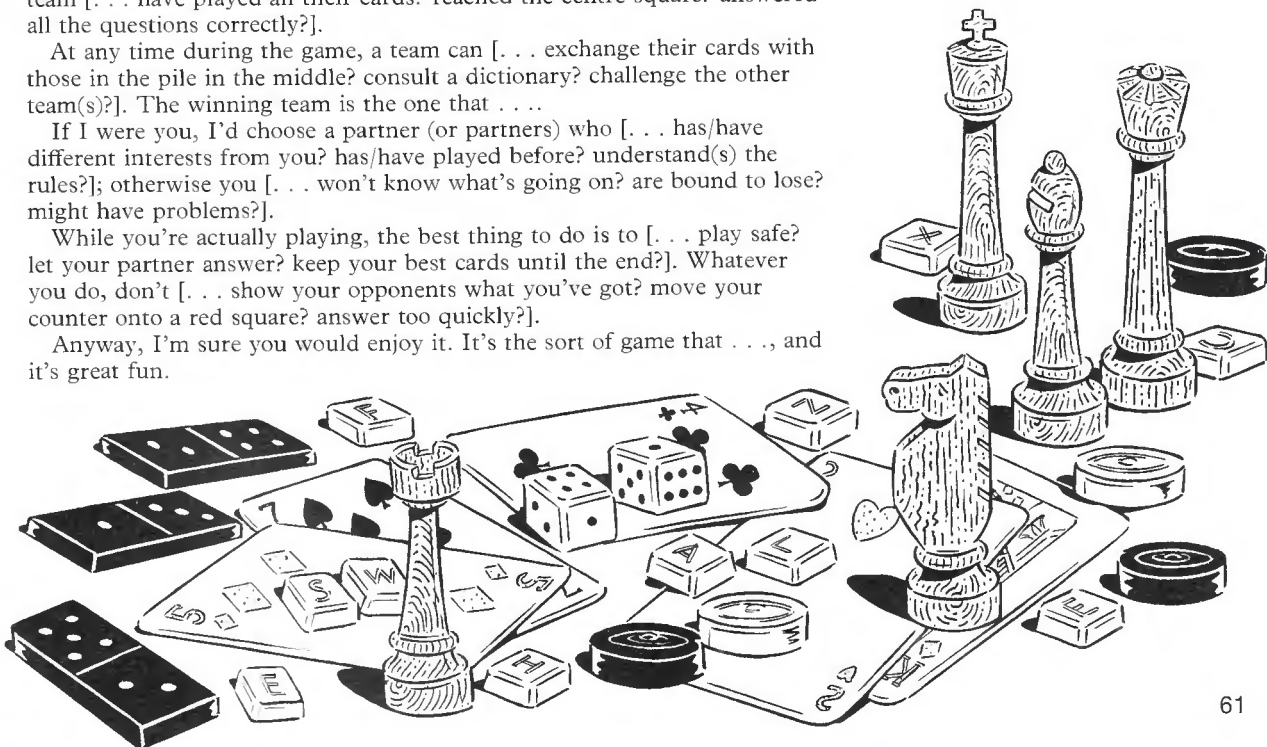 all the questions correctly?].
At any time during the game, a team can [. . . exchange their cards with
those in the pile in the middle? consult a dictionary? challenge the other
team(s)?]. The winning team is the one that . . ..
If I were you, I'd choose a partner (or partners) who [. . . has/have
different interests from you? has/have played before? understand(s) the
rules?]; otherwise you [. . . won't know what's going on? are bound to lose?
might have problems?].
While you're actually playing, the best thing to do is to [. . . play safe?
let your partner answer? keep your best cards until the end?]. Whatever
you do, don't [. . . show your opponents what you've got? move your
counter onto a red square? answer too quickly?].
Anyway, I'm sure you would enjoy it. It's the sort of game that . . ., and
it's great fun.
X
U
F
4
Z
7
A
L
S
W
5
E
H
2
K
E
61